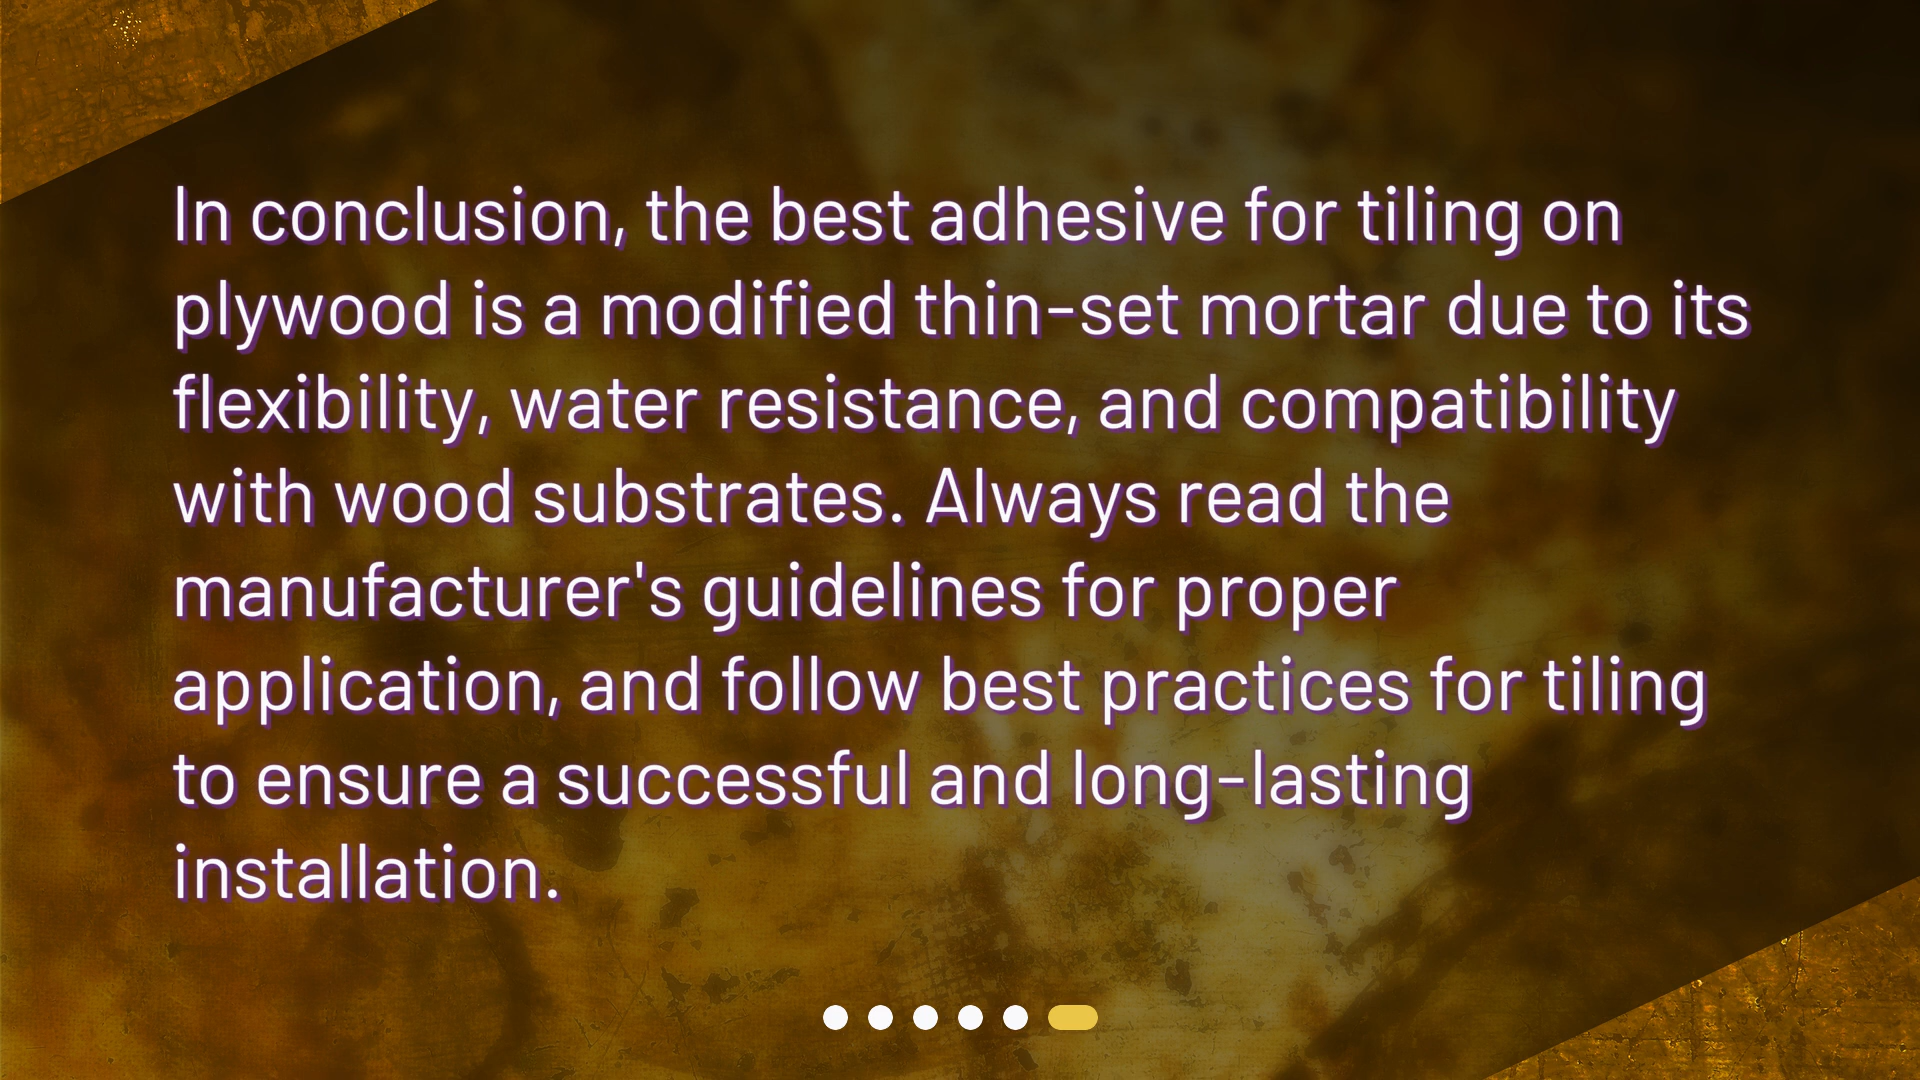 In conclusion, the best adhesive for tiling on
plywood is a modified thin-set mortar due to its
flexibility, water resistance, and compatibility
with wood substrates. Always read the
manufacturer's guidelines for proper
application, and follow best practices for tiling
to ensure a successful and long-lasting
installation.